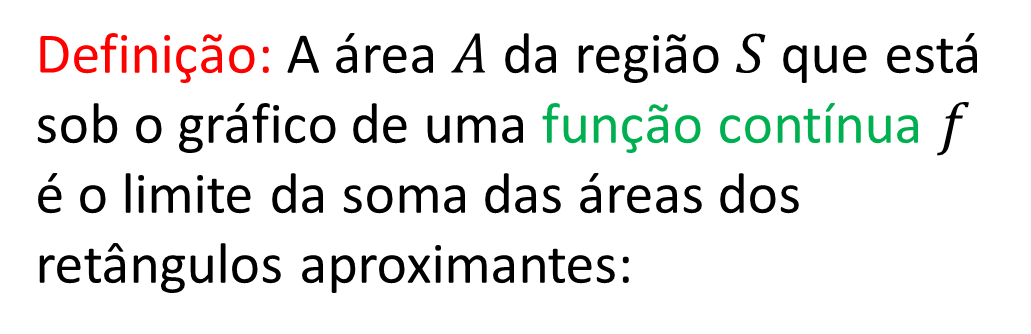 Definição: A área A da região S que está
sob o gráfico de uma função contínua f
é o limite da soma das áreas dos
retângulos aproximantes: